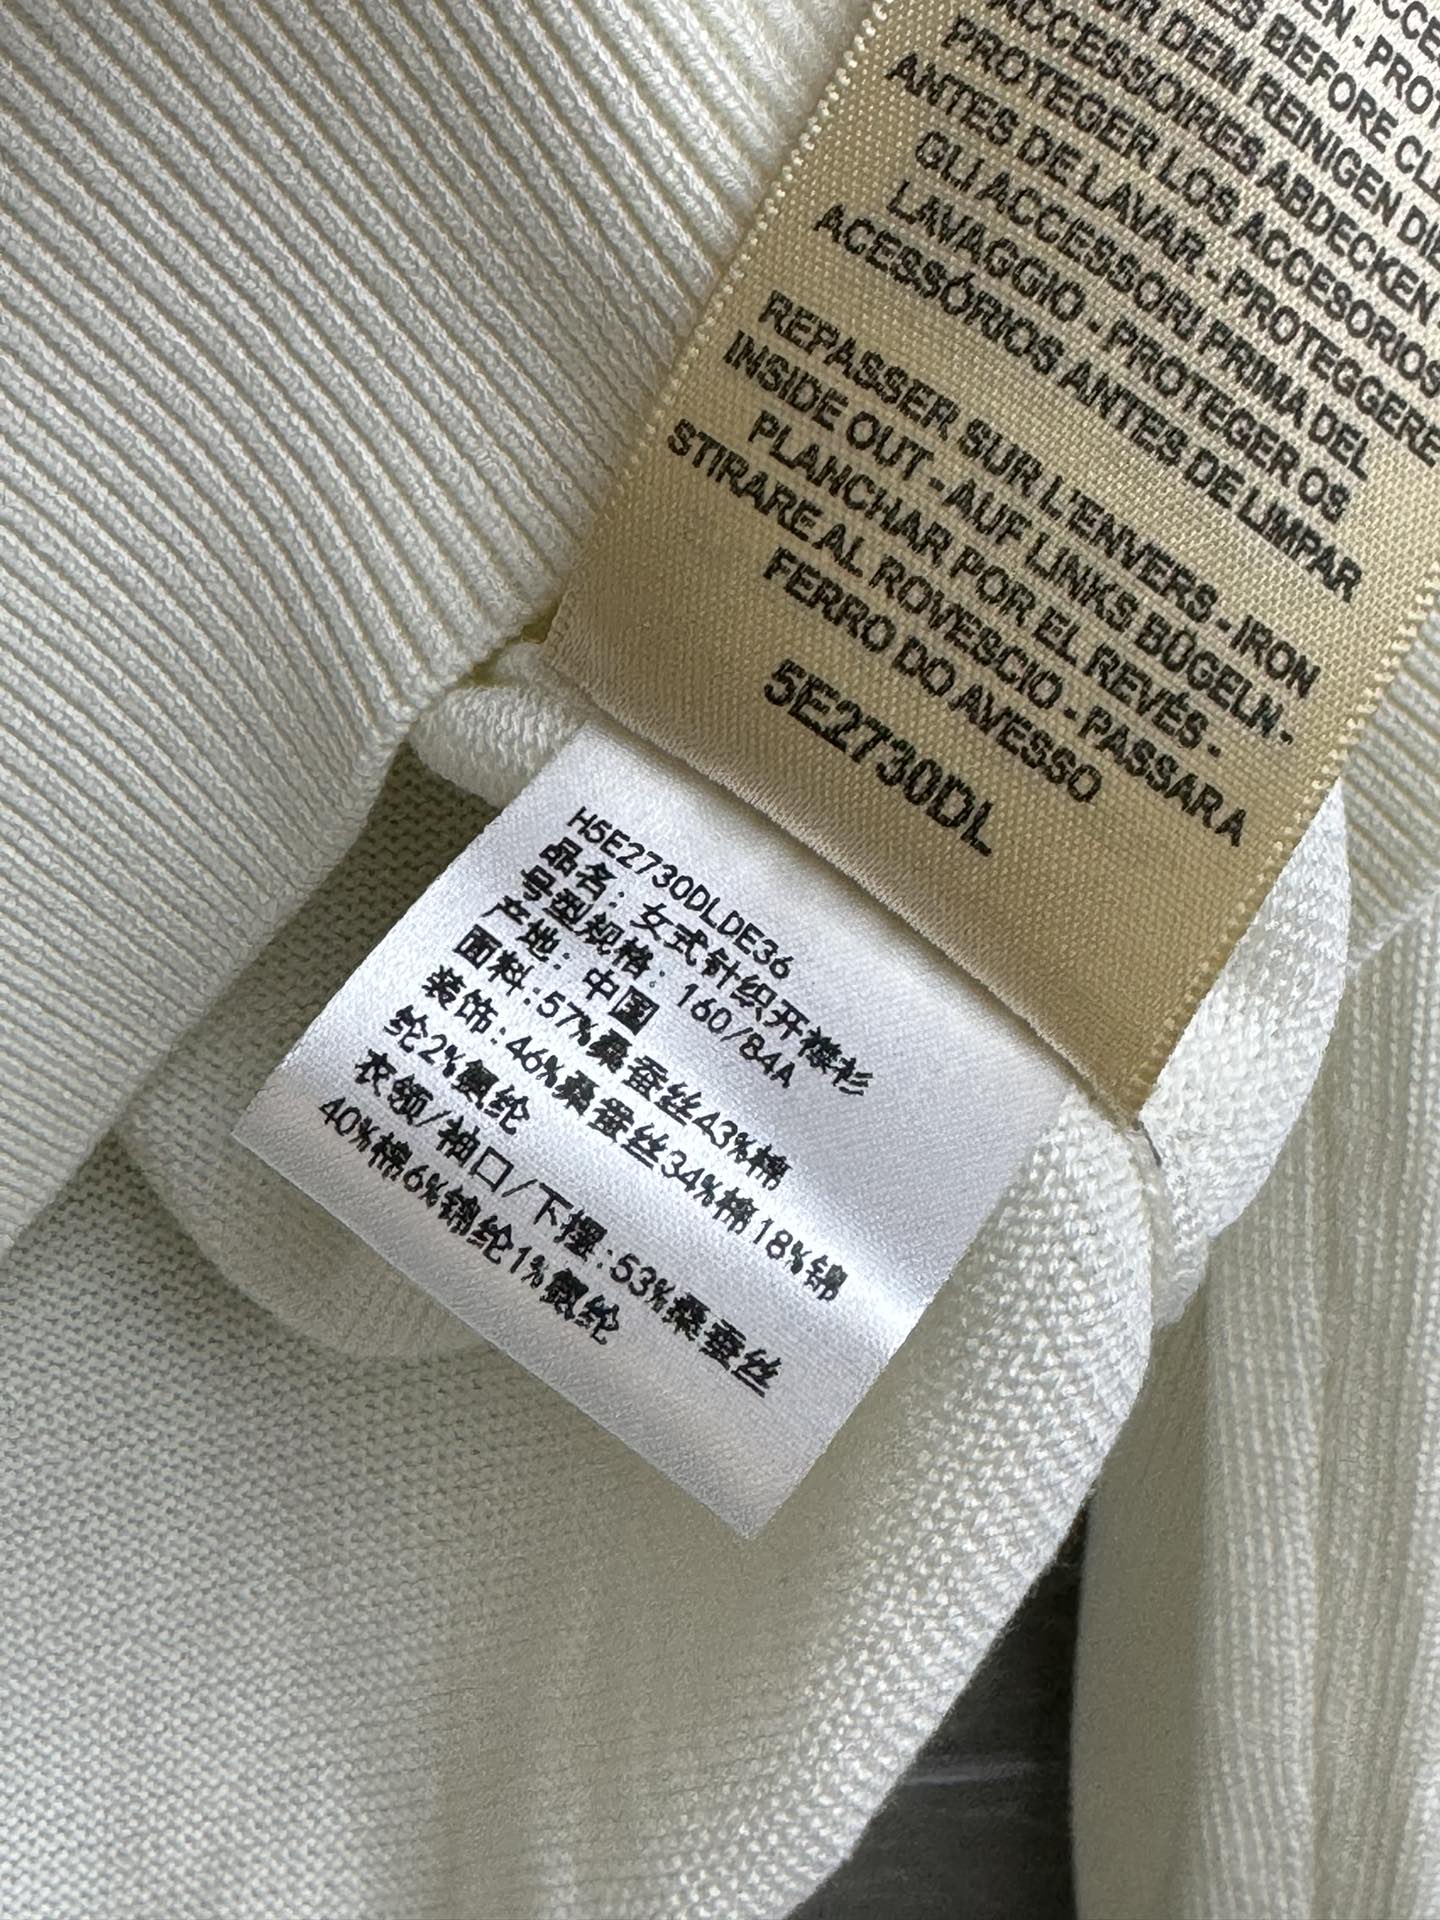 PROTEGER LOS ACCESORIOS
ANTES DE LAVAR - PROTEGGERE
GLI ACCESSORI PRIMA DEL
LAVAGGIO - PROTEGER OS
ACESSÓRIOS ANTES DE LIMPAR
REPASSER SUR L'ENVERS - IRON
INSIDE OUT - AUF LINKS BÜGELN -
PLANCHAR POR EL REVÉS -
STIRARE AL ROVESCIO - PASSAR A
FERRO DO AVESSO
5E2730DL
H5E2730DLDE36
品名: 女式针织开襟衫
号型规格: 160/84A
产地: 中国
面料:57%桑蚕丝43%棉
装饰:46%桑蚕丝34%棉18%锦
纶2%氨纶
衣领/袖口/下摆:53%桑蚕丝
40%棉6%锦纶1%氨纶